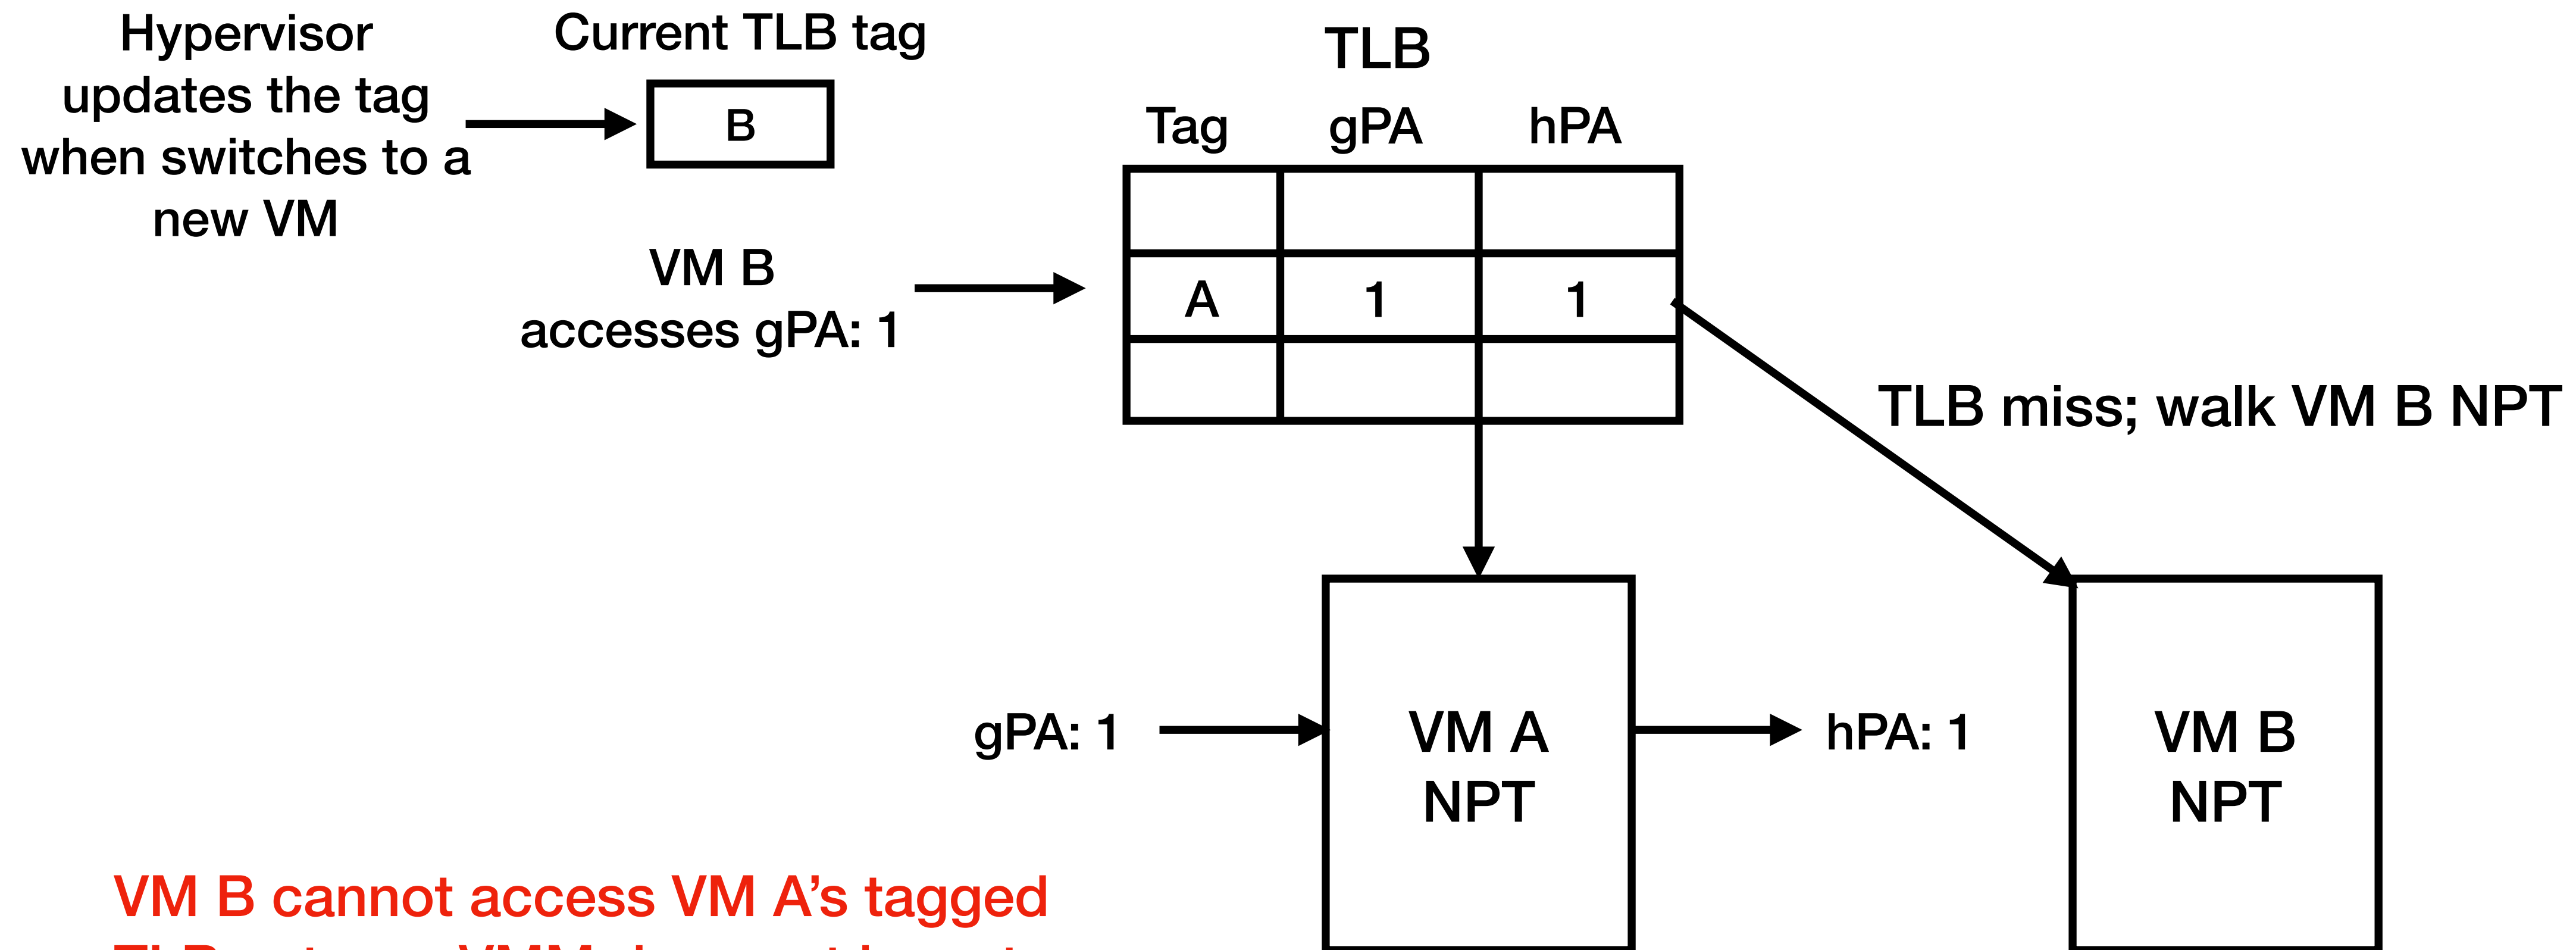 Hypervisor
updates the tag
when switches to a
new VM
Current TLB tag
B
TLB
Tag gPA hPA
VM B
accesses gPA: 1
A 1 1
TLB miss; walk VM B NPT
gPA: 1
VM A
NPT
hPA: 1
VM B
NPT
VM B cannot access VM A’s tagged